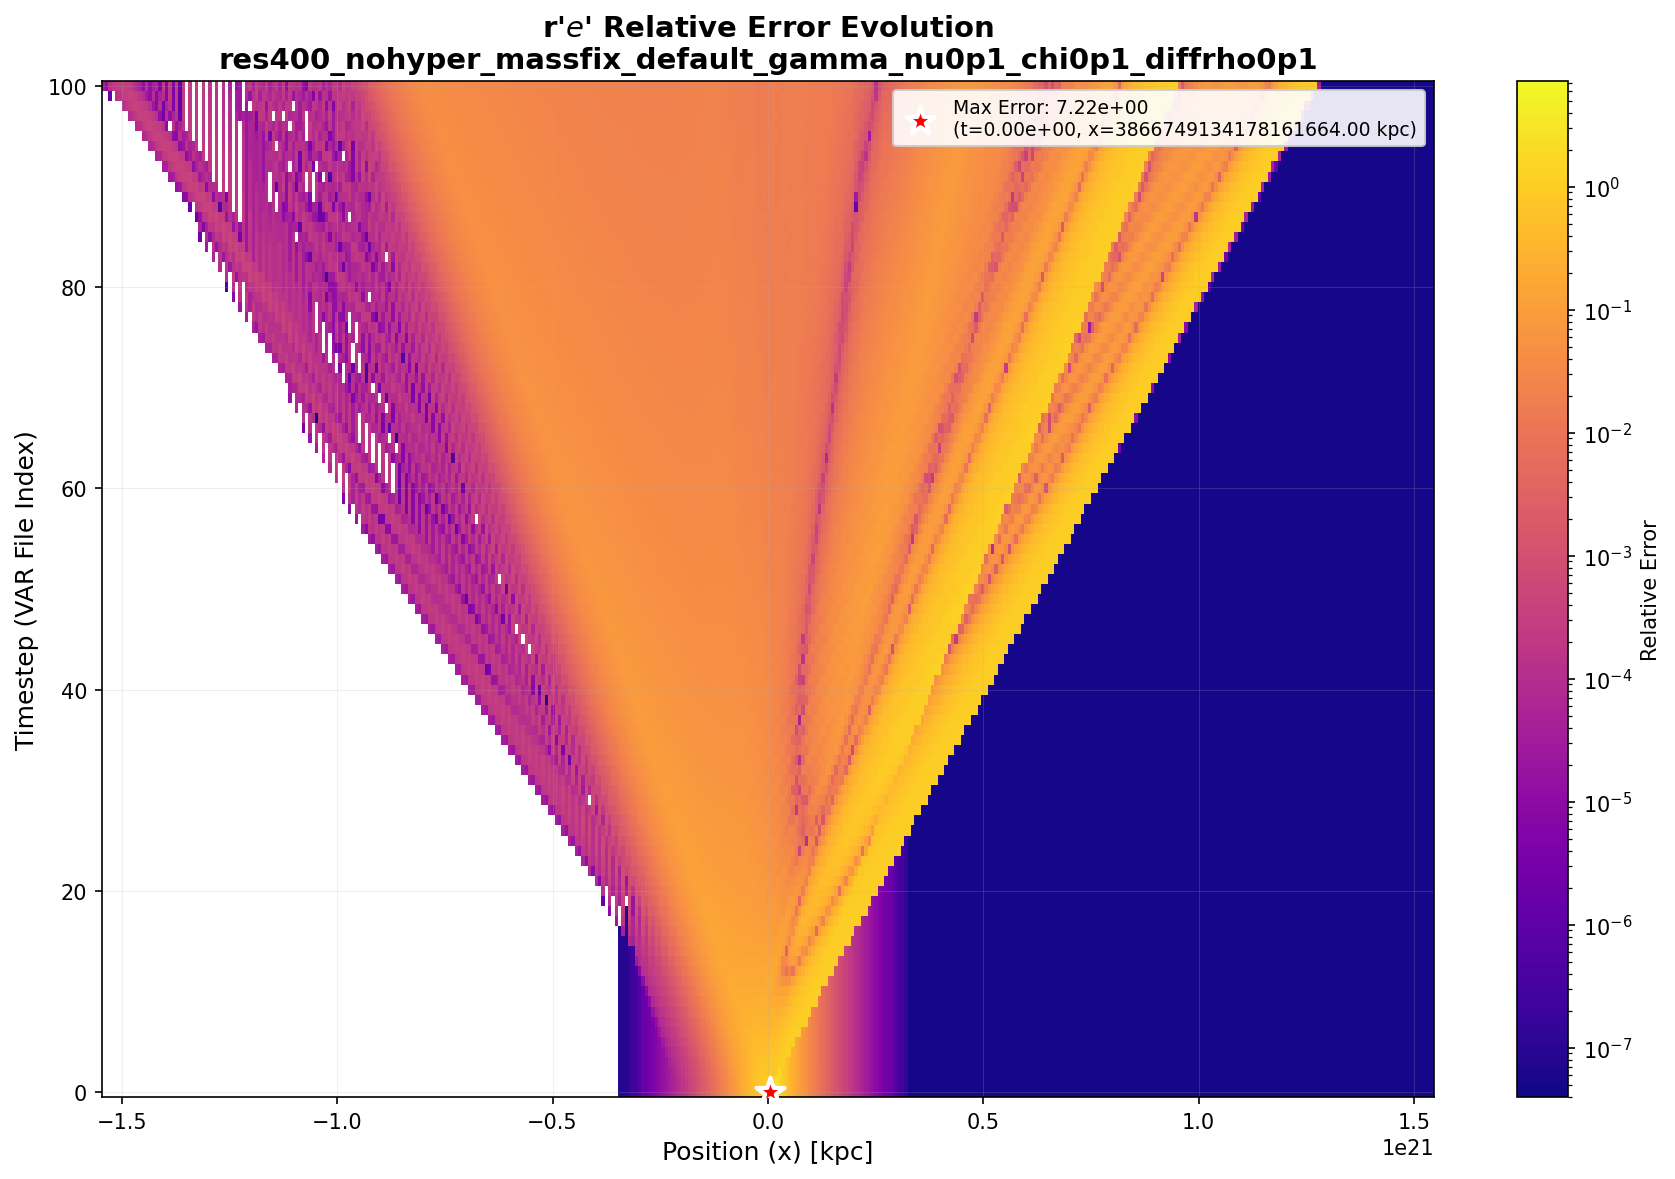 r'e' Relative Error Evolution
res400_nohyper_massfix_default_gamma_nu0p1_chi0p1_diffrho0p1
Max Error: 7.22e+00
(t=0.00e+00, x=3866749134178161664.00 kpc)
Timestep (VAR File Index)
100
80
60
40
20
0
−1.5
−1.0
−0.5
0.0
0.5
1.0
1.5
1e21
Position (x) [kpc]
10⁰
10⁻¹
10⁻²
10⁻³
10⁻⁴
10⁻⁵
10⁻⁶
10⁻⁷
Relative Error